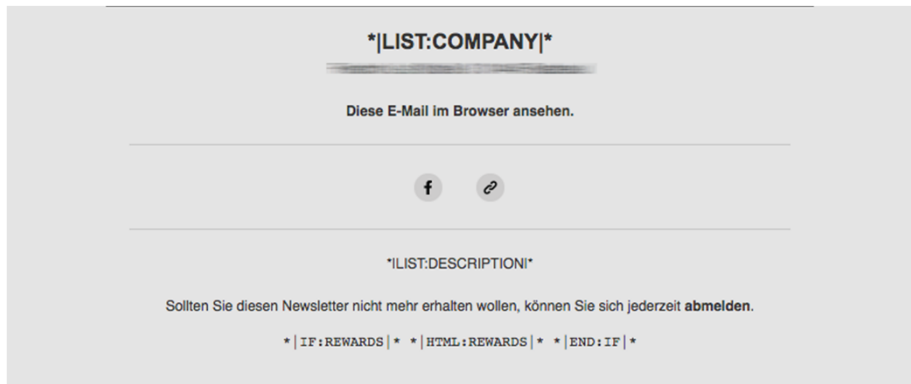 *|LIST:COMPANY|*
Diese E-Mail im Browser ansehen.
*|LIST:DESCRIPTION|*
Sollten Sie diesen Newsletter nicht mehr erhalten wollen, können Sie sich jederzeit abmelden.
*|IF:REWARDS|* *|HTML:REWARDS|* *|END:IF|*